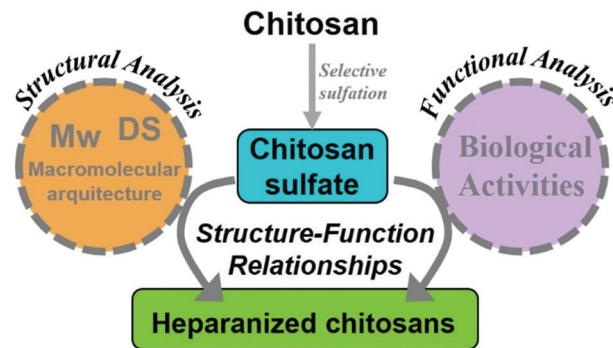 Chitosan
Structural Analysis
Selective
sulfation
Functional Analysis
Mw DS
Macromolecular
arquitecture
Chitosan
sulfate
Biological
Activities
Structure-Function
Relationships
Heparanized chitosans